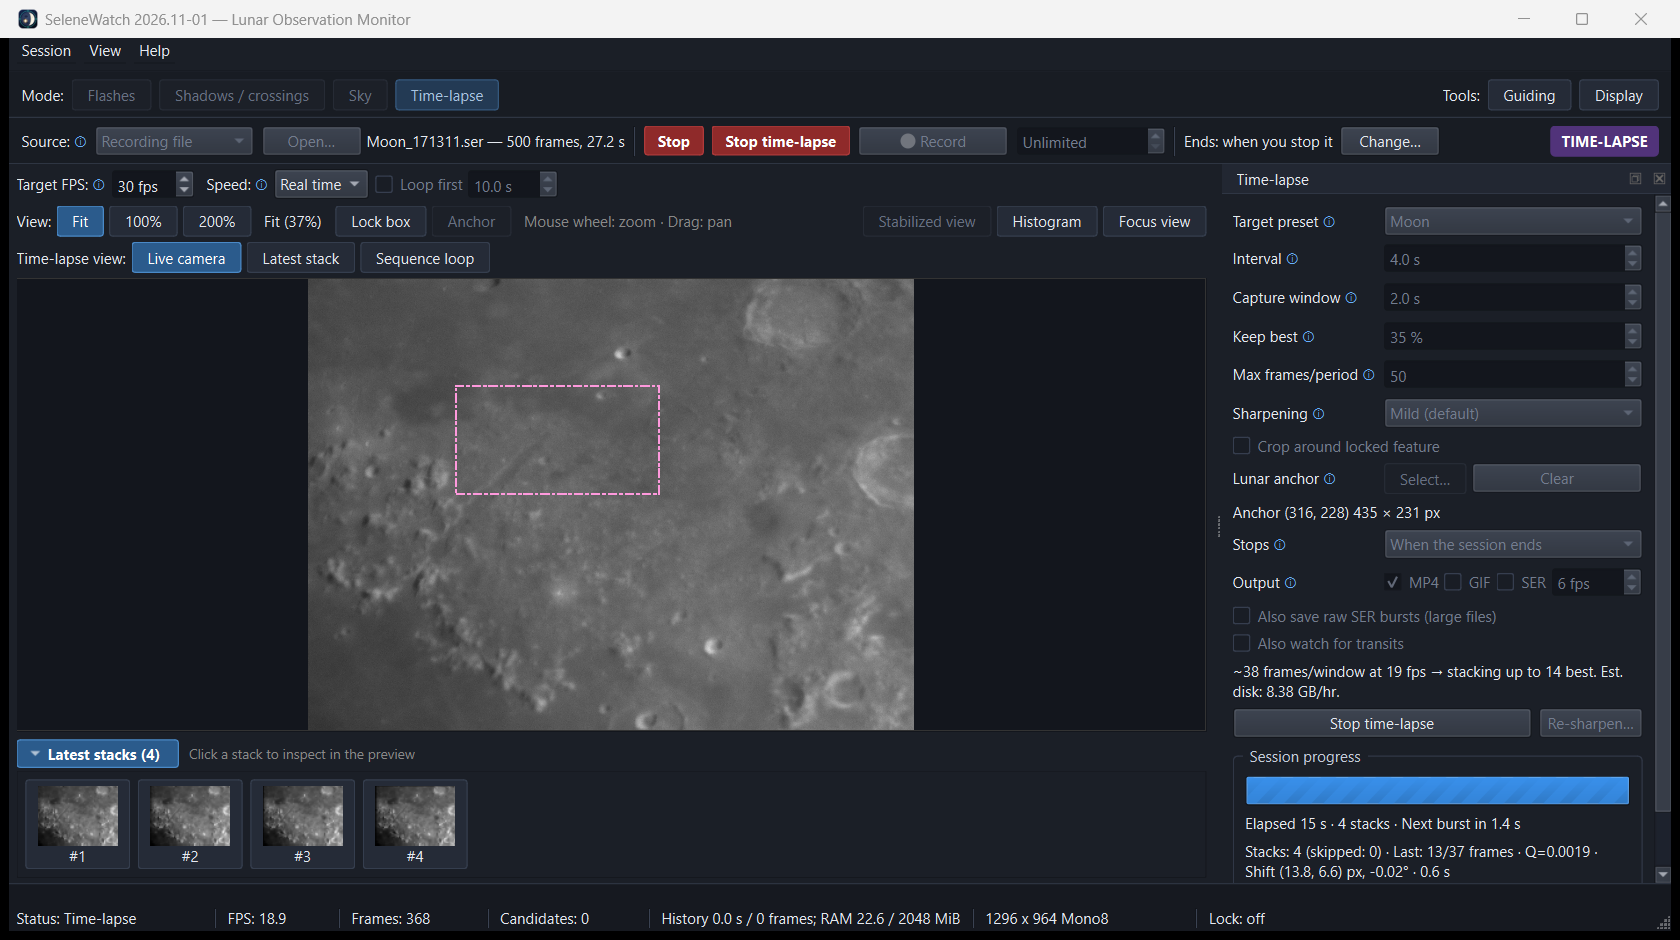 SeleneWatch 2026.11-01 — Lunar Observation Monitor
Session View Help
Mode: Flashes Shadows / crossings Sky Time-lapse Tools: Guiding Display
Source: Recording file Open... Moon_171311.ser — 500 frames, 27.2 s Stop Stop time-lapse Record Unlimited Ends: when you stop it Change... TIME-LAPSE
Target FPS: 30 fps Speed: Real time Loop first 10.0 s
View: Fit 100% 200% Fit (37%) Lock box Anchor Mouse wheel: zoom · Drag: pan Stabilized view Histogram Focus view
Time-lapse view: Live camera Latest stack Sequence loop
Latest stacks (4) Click a stack to inspect in the preview
#1 #2 #3 #4
Time-lapse
Target preset Moon
Interval 4.0 s
Capture window 2.0 s
Keep best 35 %
Max frames/period 50
Sharpening Mild (default)
Crop around locked feature
Lunar anchor Select... Clear
Anchor (316, 228) 435 × 231 px
Stops When the session ends
Output MP4 GIF SER 6 fps
Also save raw SER bursts (large files)
Also watch for transits
~38 frames/window at 19 fps → stacking up to 14 best. Est.
disk: 8.38 GB/hr.
Stop time-lapse Re-sharpen...
Session progress
Elapsed 15 s · 4 stacks · Next burst in 1.4 s
Stacks: 4 (skipped: 0) · Last: 13/37 frames · Q=0.0019 ·
Shift (13.8, 6.6) px, -0.02° · 0.6 s
Status: Time-lapse FPS: 18.9 Frames: 368 Candidates: 0 History 0.0 s / 0 frames; RAM 22.6 / 2048 MiB 1296 x 964 Mono8 Lock: off